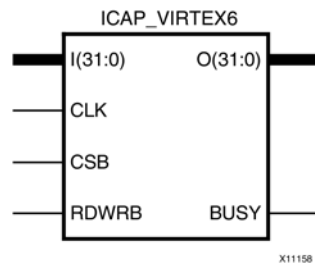 ICAP_VIRTEX6
I(31:0) O(31:0)
CLK
CSB
RDWRB BUSY
X11158